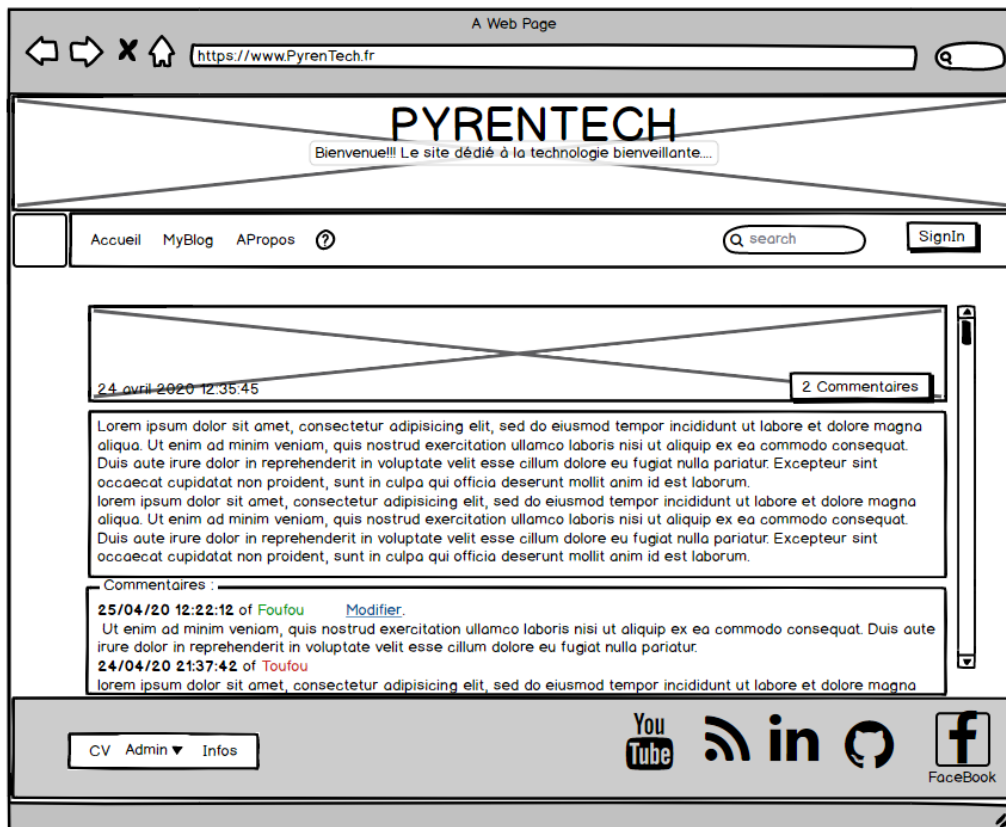 A Web Page
https://www.PyrenTech.fr
PYRENTECH
Bienvenue!!! Le site dédié à la technologie bienveillante....
Accueil MyBlog APropos ?
search
SignIn
24 avril 2020 12:35:45
2 Commentaires
Lorem ipsum dolor sit amet, consectetur adipisicing elit, sed do eiusmod tempor incididunt ut labore et dolore magna
aliqua. Ut enim ad minim veniam, quis nostrud exercitation ullamco laboris nisi ut aliquip ex ea commodo consequat.
Duis aute irure dolor in reprehenderit in voluptate velit esse cillum dolore eu fugiat nulla pariatur. Excepteur sint
occaecat cupidatat non proident, sunt in culpa qui officia deserunt mollit anim id est laborum.
lorem ipsum dolor sit amet, consectetur adipisicing elit, sed do eiusmod tempor incididunt ut labore et dolore magna
aliqua. Ut enim ad minim veniam, quis nostrud exercitation ullamco laboris nisi ut aliquip ex ea commodo consequat.
Duis aute irure dolor in reprehenderit in voluptate velit esse cillum dolore eu fugiat nulla pariatur. Excepteur sint
occaecat cupidatat non proident, sunt in culpa qui officia deserunt mollit anim id est laborum.
Commentaires :
25/04/20 12:22:12 of Foufou Modifier.
Ut enim ad minim veniam, quis nostrud exercitation ullamco laboris nisi ut aliquip ex ea commodo consequat. Duis aute
irure dolor in reprehenderit in voluptate velit esse cillum dolore eu fugiat nulla pariatur.
24/04/20 21:37:42 of Toufou
lorem ipsum dolor sit amet, consectetur adipisicing elit, sed do eiusmod tempor incididunt ut labore et dolore magna
CV Admin ▼ Infos
You
Tube
in
f
FaceBook